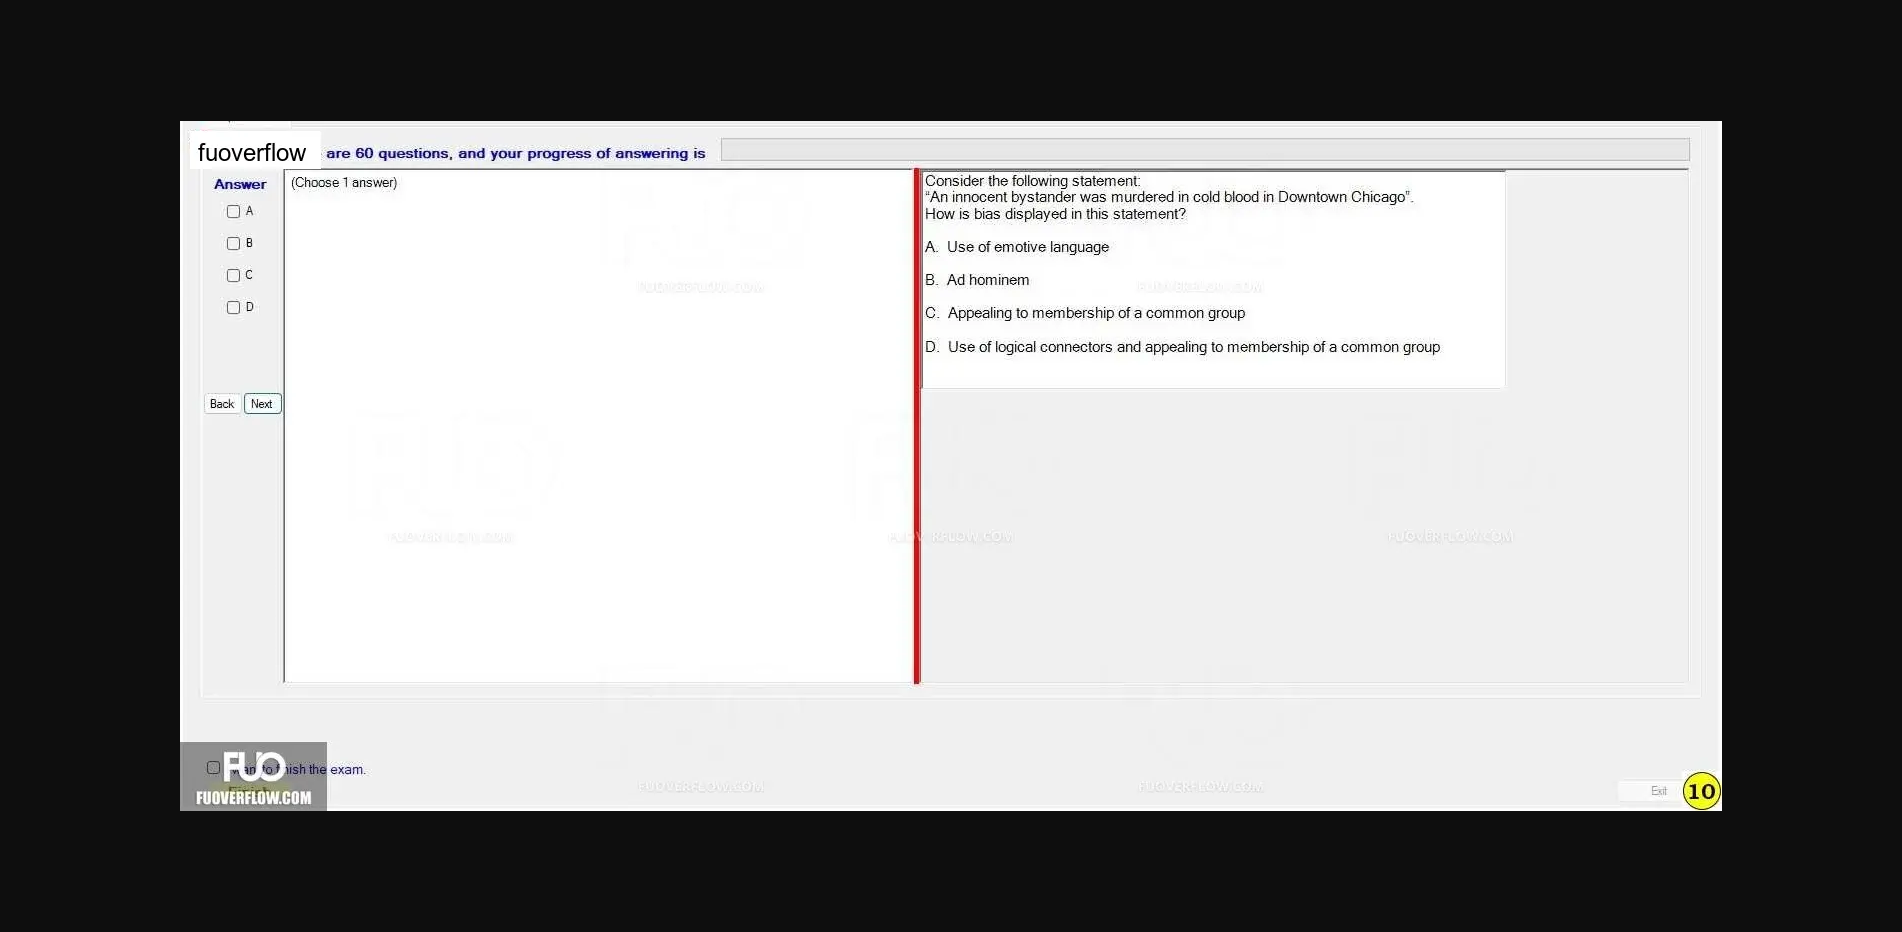 fuoverflow
are 60 questions, and your progress of answering is
Answer
(Choose 1 answer)
A
B
C
D
Back
Next
Consider the following statement:
“An innocent bystander was murdered in cold blood in Downtown Chicago”.
How is bias displayed in this statement?
A. Use of emotive language
B. Ad hominem
C. Appealing to membership of a common group
D. Use of logical connectors and appealing to membership of a common group
FUOVERFLOW.COM
FUOVERFLOW.COM
FUOVERFLOW.COM
FUOVERFLOW.COM
FUOVERFLOW.COM
want to finish the exam.
FUO
Finish
FUOVERFLOW.COM
FUOVERFLOW.COM
FUOVERFLOW.COM
Exit
10